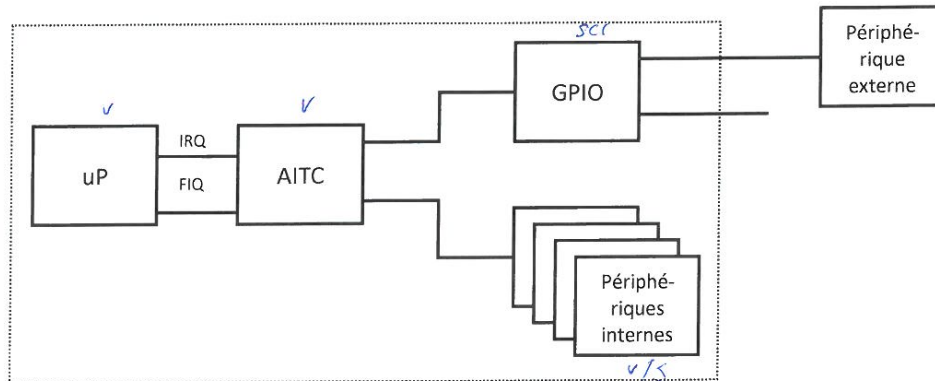 SCI
Périphé-
rique
externe
GPIO
v
V
IRQ
uP
AITC
FIQ
Périphé-
riques
internes